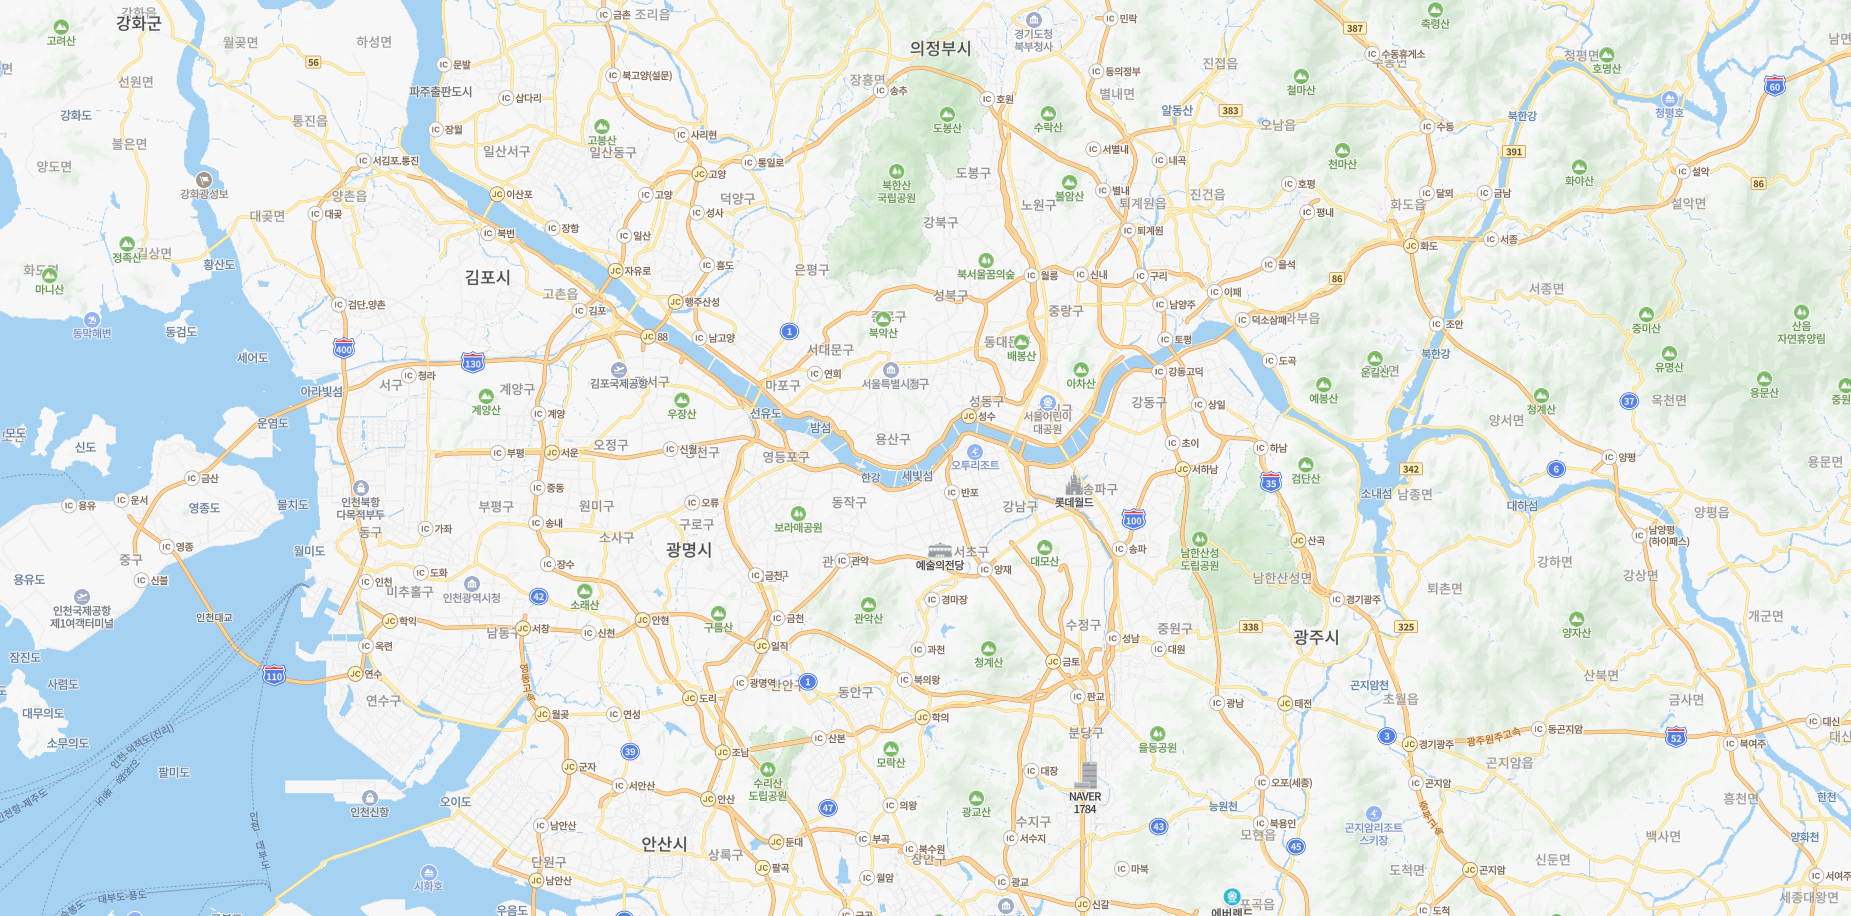 강화읍
강화군
고려산
월곶면
하성면
금촌
조리읍
의정부시
경기도청
북부청사
민락
387
축령산
수동휴게소
수동면
청평면
호명산
56
문발
북고양(설문)
장흥면
송추
동의정부
진접읍
철마산
60
선원면
파주출판도시
삽다리
호원
별내면
383
청평호
강화도
통진읍
장월
고봉산
도봉산
수락산
알동산
오남읍
수동
북한강
불은면
일산서구
일산동구
사리현
서별내
천마산
391
양도면
서김포.통진
통일로
내곡
화야산
설악
86
강화광성보
양촌읍
이산포
고양
고양
덕양구
북한산
국립공원
도봉구
불암산
별내
진건읍
호평
달뫼
금남
대곶면
대곶
성사
강북구
노원구
퇴계원읍
평내
화도읍
설악면
정족산
길상면
황산도
북변
장항
일산
퇴계원
화도
서종
마니산
김포시
자유로
흥도
은평구
북서울꿈의숲
월릉
신내
구리
율석
86
고촌읍
성북구
이패
서종면
동막해변
동검도
검단.양촌
김포
행주산성
북악산
중랑구
남양주
덕소삼패
조안
중미산
산음
자연휴양림
세어도
400
88
남고양
1
서대문구
배봉산
토평
북한강
유명산
130
아라빛섬
서구
청라
계양구
김포국제공항
마포구
연희
서울특별시청
아차산
강동고덕
도곡
운길산
용문산
계양산
우장산
선유도
성동구
성수
서울어린이
대공원
강동구
상일
예봉산
청계산
37
옥천면
운염도
계양
밤섬
양서면
모도
신도
오정구
용산구
초이
하남
부평
서운
신월
영등포구
한강
세빛섬
오투리조트
서하남
검단산
342
6
양평
용문면
금산
중동
반포
롯데월드
송파구
35
소내섬
남종면
대하섬
용유
운서
영종도
물치도
인천북항
다목적부두
부평구
원미구
오류
동작구
강남구
100
양평읍
동구
가좌
송내
구로구
보라매공원
남양평
(하이패스)
월미도
소사구
광명시
예술의전당
서초구
대모산
송파
남한산성
도립공원
산곡
중구
영종
장수
관악
강하면
용유도
신불
인천
도화
금천
양재
남한산성면
강상면
인천국제공항
제1여객터미널
미추홀구
인천광역시청
42
소래산
경마장
경기광주
퇴촌면
인천대교
학익
서창
신천
안현
구름산
금천
관악산
수정구
중원구
338
325
개군면
남동구
성남
광주시
양자산
잠진도
옥련
일직
과천
청계산
금토
대원
사렴도
110
연수
영동고속
광명역
1
북의왕
곤지암천
산북면
연수구
도리
동안구
판교
광남
태전
초월읍
금사면
대무의도
월곶
연성
학의
대신
소무의도
인천-덕적도(진리)
39
조남
산본
분당구
율동공원
3
경기광주
광주원주고속
동곤지암
52
북여주
팔미도
군자
모락산
곤지암읍
서안산
수리산
도립공원
대장
오포(세종)
곤지암
인천신항
오이도
안산
47
의왕
광교산
NAVER
1784
능원천
흥천면
한천
남안산
수지구
43
북용인
곤지암리조트
스키장
안산시
둔대
부곡
서수지
모현읍
45
백사면
양화천
단원구
상록구
북수원
시화호
팔곡
마북
신둔면
남안산
월암
광교
도척면
곤지암
서여주
대부도-풍도
우음도
신갈
에버랜드
포곡읍
도척
세종대왕면